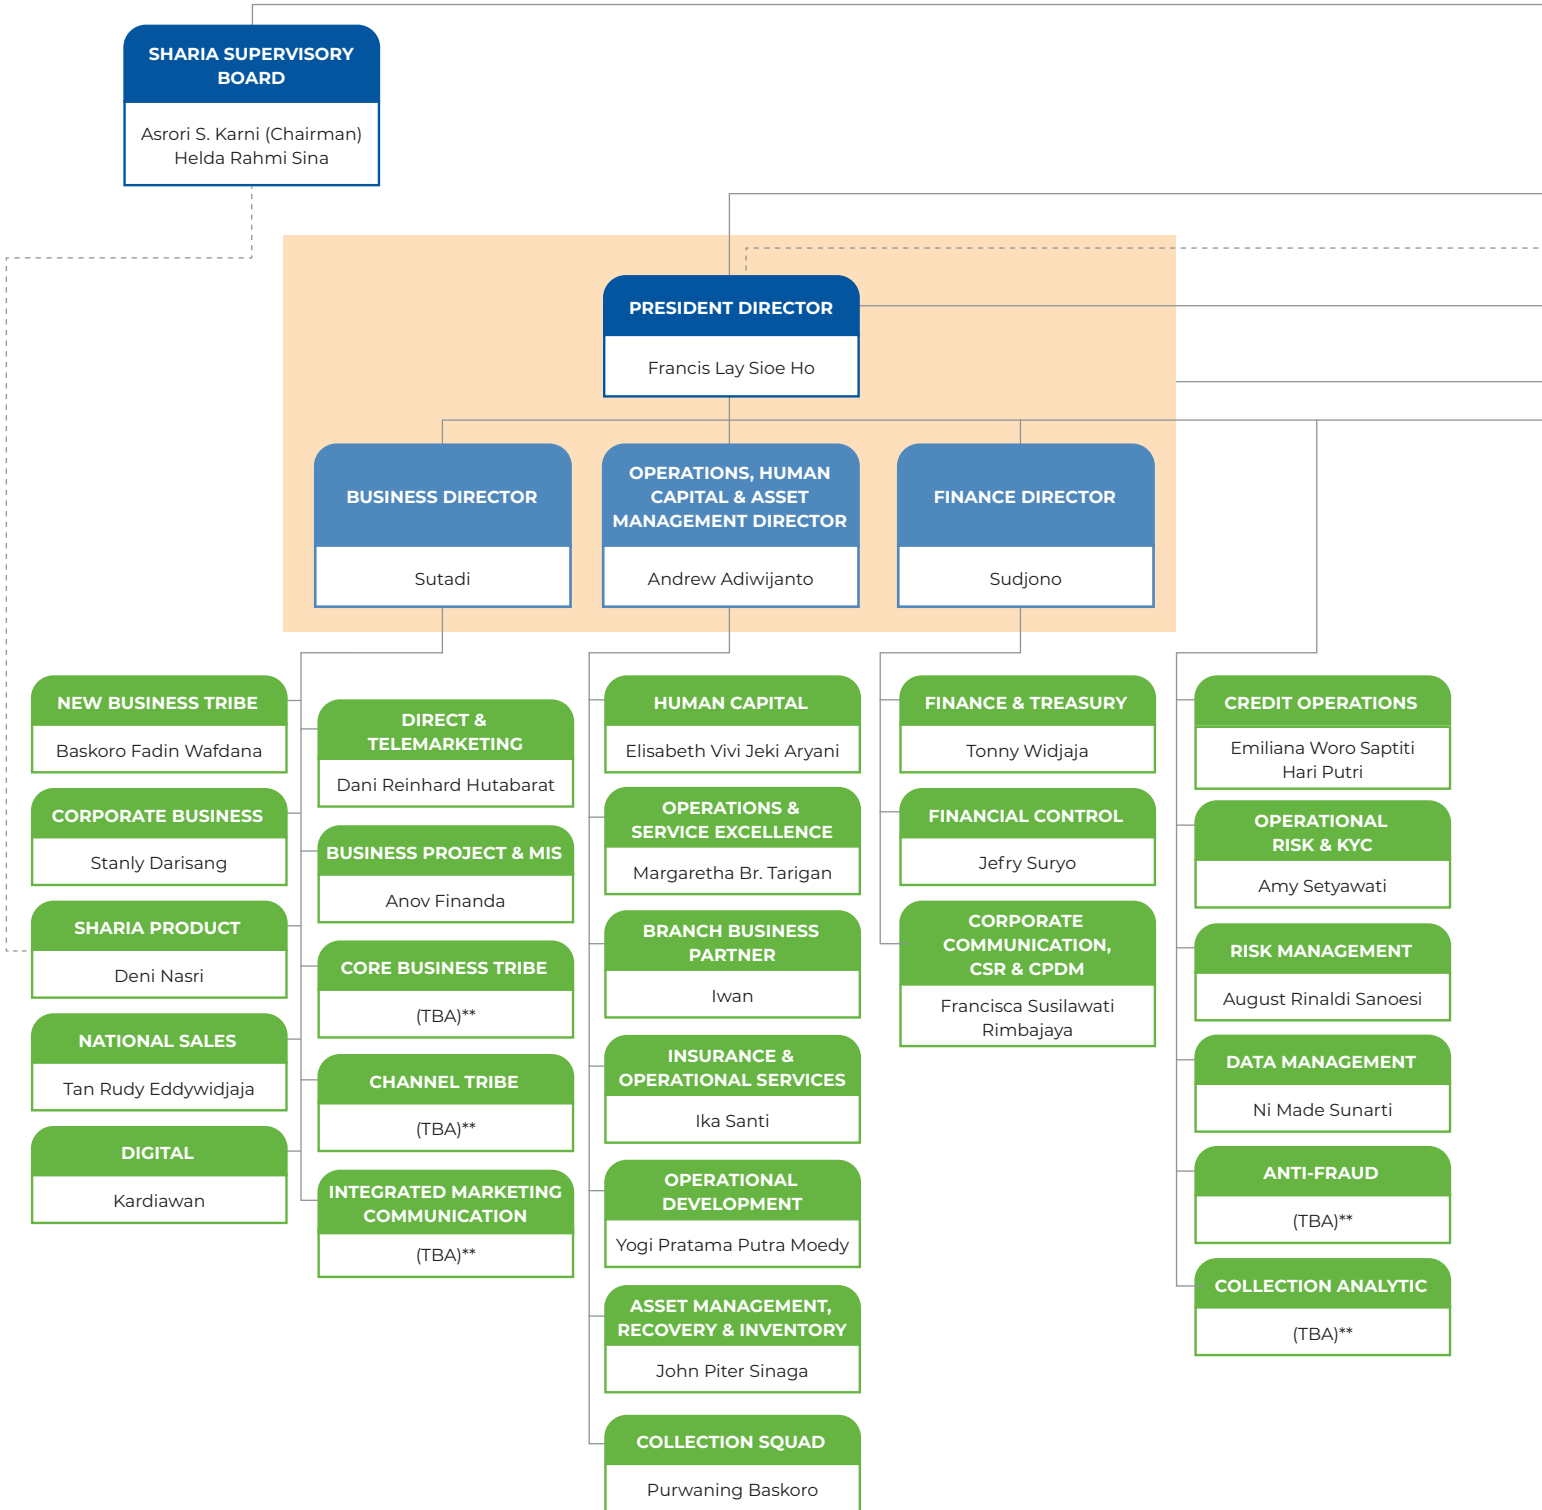 SHARIA SUPERVISORY
BOARD
Asrori S. Karni (Chairman)
Helda Rahmi Sina
PRESIDENT DIRECTOR
Francis Lay Sioe Ho
BUSINESS DIRECTOR
Sutadi
OPERATIONS, HUMAN
CAPITAL & ASSET
MANAGEMENT DIRECTOR
Andrew Adiwijanto
FINANCE DIRECTOR
Sudjono
NEW BUSINESS TRIBE
Baskoro Fadin Wafdana
CORPORATE BUSINESS
Stanly Darisang
SHARIA PRODUCT
Deni Nasri
NATIONAL SALES
Tan Rudy Eddywidjaja
DIGITAL
Kardiawan
DIRECT &
TELEMARKETING
Dani Reinhard Hutabarat
BUSINESS PROJECT & MIS
Anov Finanda
CORE BUSINESS TRIBE
(TBA)**
CHANNEL TRIBE
(TBA)**
INTEGRATED MARKETING
COMMUNICATION
(TBA)**
HUMAN CAPITAL
Elisabeth Vivi Jeki Aryani
OPERATIONS &
SERVICE EXCELLENCE
Margaretha Br. Tarigan
BRANCH BUSINESS
PARTNER
Iwan
INSURANCE &
OPERATIONAL SERVICES
Ika Santi
OPERATIONAL
DEVELOPMENT
Yogi Pratama Putra Moedy
ASSET MANAGEMENT,
RECOVERY & INVENTORY
John Piter Sinaga
COLLECTION SQUAD
Purwaning Baskoro
FINANCE & TREASURY
Tonny Widjaja
FINANCIAL CONTROL
Jefry Suryo
CORPORATE
COMMUNICATION,
CSR & CPDM
Francisca Susilawati
Rimbajaya
CREDIT OPERATIONS
Emiliana Woro Saptiti
Hari Putri
OPERATIONAL
RISK & KYC
Amy Setyawati
RISK MANAGEMENT
August Rinaldi Sanoesi
DATA MANAGEMENT
Ni Made Sunarti
ANTI-FRAUD
(TBA)**
COLLECTION ANALYTIC
(TBA)**